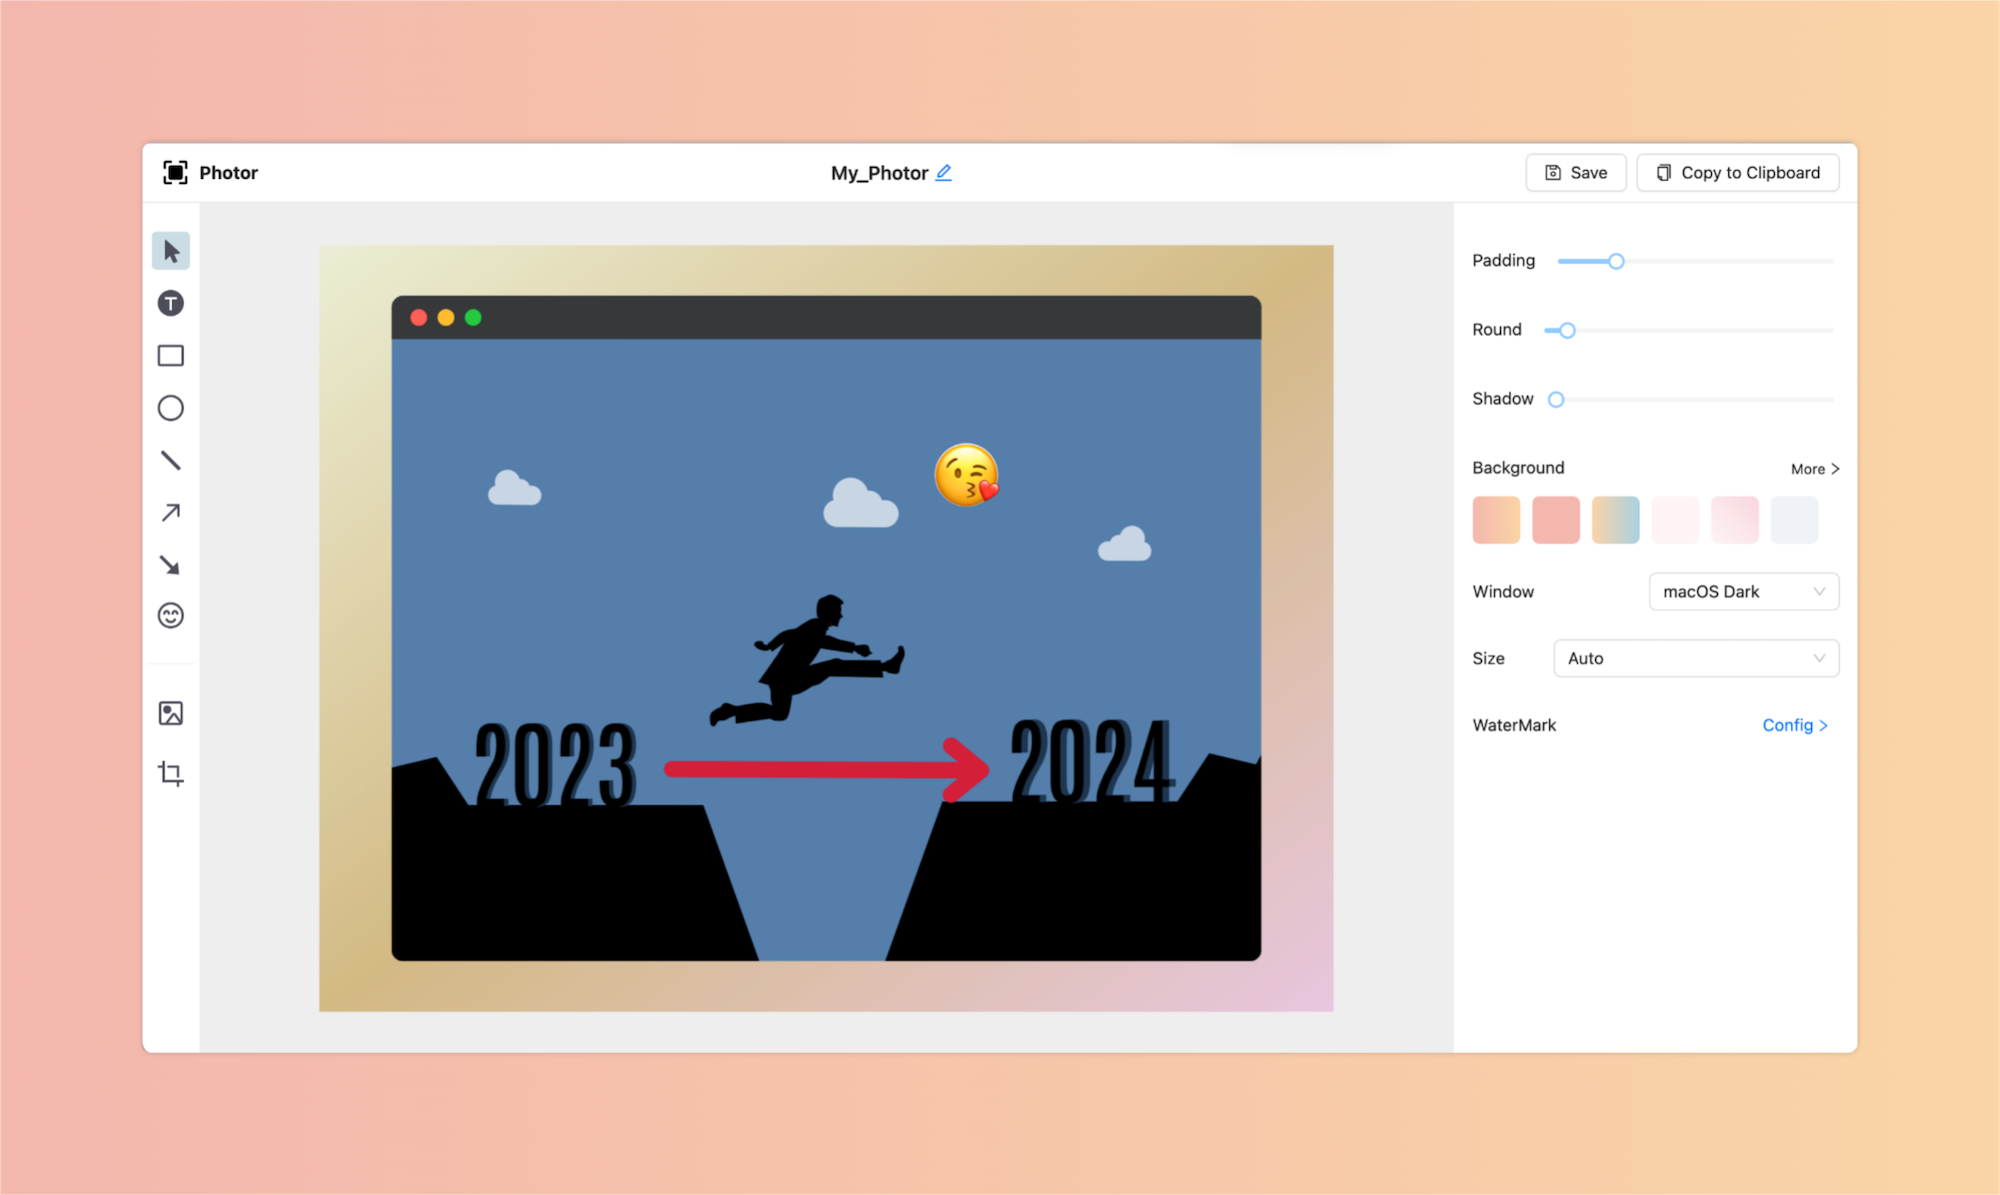 Photor
My_Photor
Save
Copy to Clipboard
T
Padding
Round
Shadow
Background
More >
Window
macOS Dark
Size
Auto
WaterMark
Config >
2023
2024